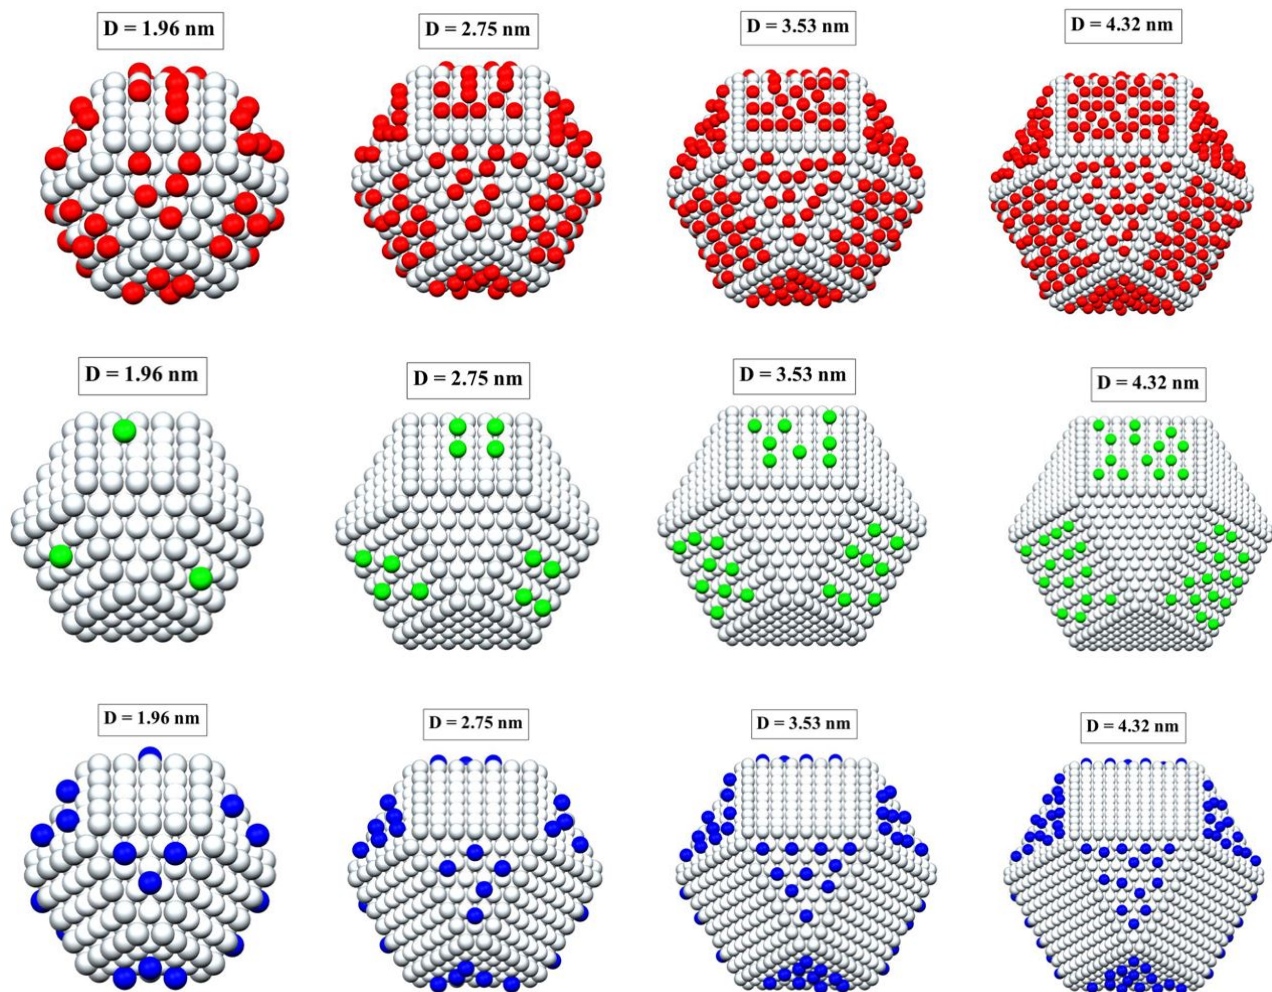 D = 1.96 nm
D = 2.75 nm
D = 3.53 nm
D = 4.32 nm
D = 1.96 nm
D = 2.75 nm
D = 3.53 nm
D = 4.32 nm
D = 1.96 nm
D = 2.75 nm
D = 3.53 nm
D = 4.32 nm